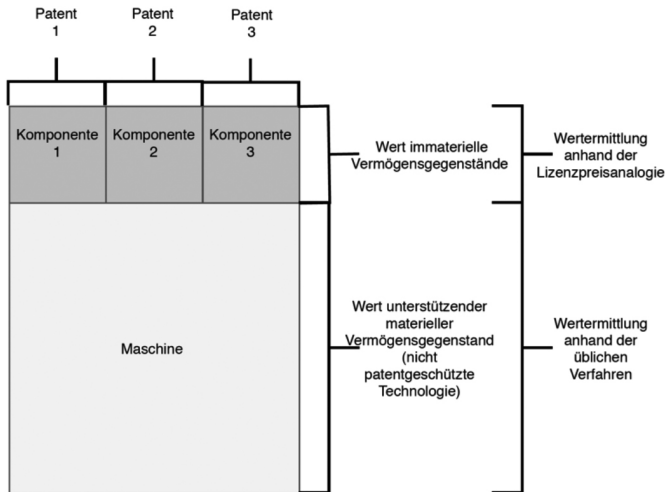 Patent
1
Patent
2
Patent
3
Komponente
1
Komponente
2
Komponente
3
Wert immaterielle
Vermögensgegenstände
Wertermittlung
anhand der
Lizenzpreisanalogie
Maschine
Wert unterstützender
materieller
Vermögensgegenstand
(nicht
patentgeschützte
Technologie)
Wertermittlung
anhand der
üblichen
Verfahren